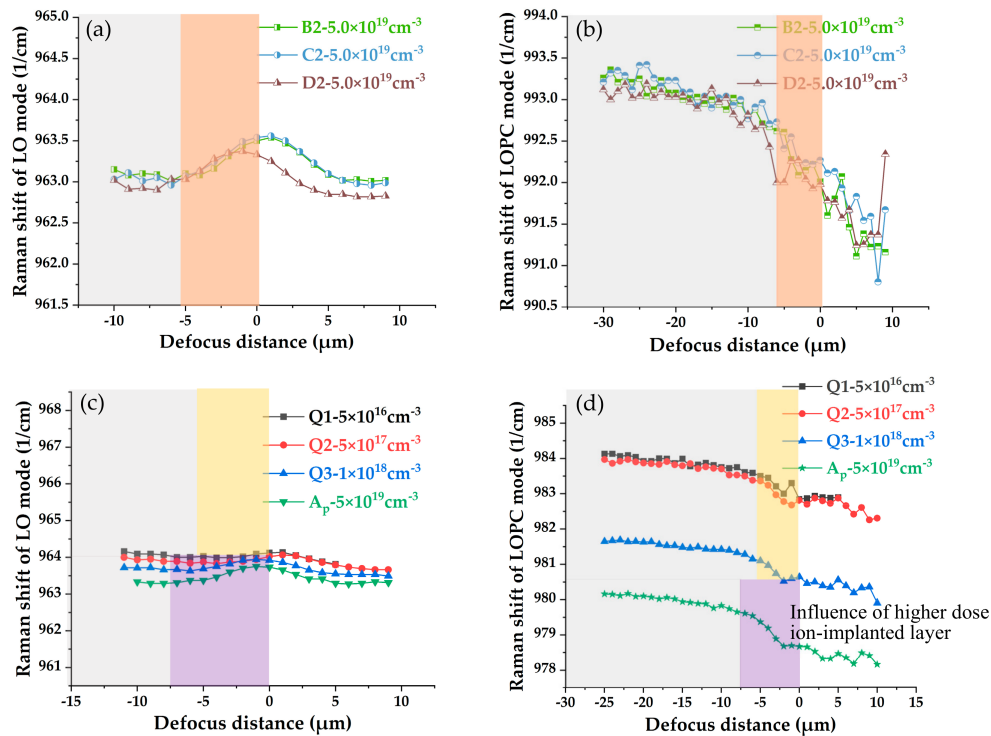 (a)
B2-5.0×10¹⁹cm⁻³
C2-5.0×10¹⁹cm⁻³
D2-5.0×10¹⁹cm⁻³
Raman shift of LO mode (1/cm)
965.0
964.5
964.0
963.5
963.0
962.5
962.0
961.5
-10
-5
0
5
10
Defocus distance (μm)
(b)
B2-5.0×10¹⁹cm⁻³
C2-5.0×10¹⁹cm⁻³
D2-5.0×10¹⁹cm⁻³
Raman shift of LOPC mode (1/cm)
994.0
993.5
993.0
992.5
992.0
991.5
991.0
990.5
-30
-20
-10
0
10
Defocus distance (μm)
(c)
Q1-5×10¹⁶cm⁻³
Q2-5×10¹⁷cm⁻³
Q3-1×10¹⁸cm⁻³
Aₚ-5×10¹⁹cm⁻³
Raman shift of LO mode (1/cm)
968
967
966
965
964
963
962
961
-15
-10
-5
0
5
10
Defocus distance (μm)
(d)
Q1-5×10¹⁶cm⁻³
Q2-5×10¹⁷cm⁻³
Q3-1×10¹⁸cm⁻³
Aₚ-5×10¹⁹cm⁻³
Influence of higher dose
ion-implanted layer
Raman shift of LOPC mode (1/cm)
985
984
983
982
981
980
979
978
-30
-25
-20
-15
-10
-5
0
5
10
15
Defocus distance (μm)